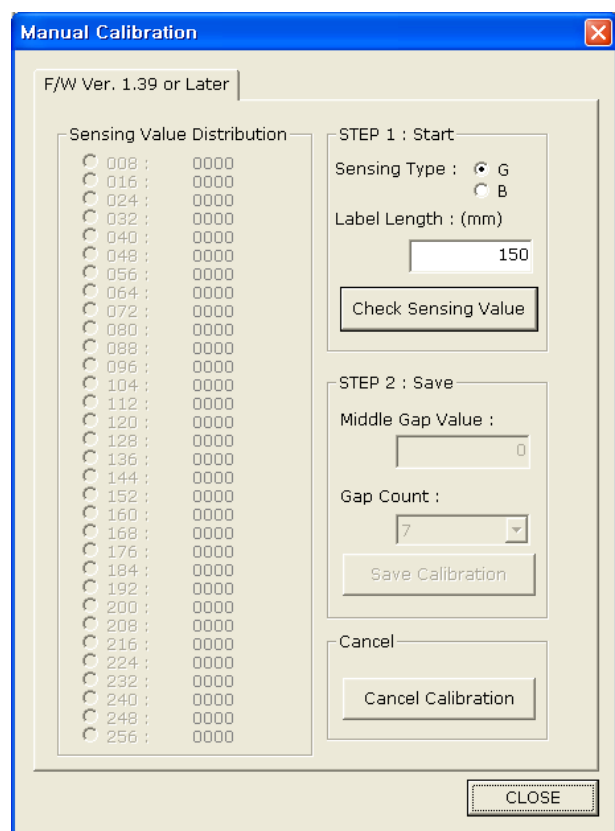 Manual Calibration
F/W Ver. 1.39 or Later
Sensing Value Distribution
008 : 0000
016 : 0000
024 : 0000
032 : 0000
040 : 0000
048 : 0000
056 : 0000
064 : 0000
072 : 0000
080 : 0000
088 : 0000
096 : 0000
104 : 0000
112 : 0000
120 : 0000
128 : 0000
136 : 0000
144 : 0000
152 : 0000
160 : 0000
168 : 0000
176 : 0000
184 : 0000
192 : 0000
200 : 0000
208 : 0000
216 : 0000
224 : 0000
232 : 0000
240 : 0000
248 : 0000
256 : 0000
STEP 1 : Start
Sensing Type : G
B
Label Length : (mm)
150
Check Sensing Value
STEP 2 : Save
Middle Gap Value :
0
Gap Count :
7
Save Calibration
Cancel
Cancel Calibration
CLOSE